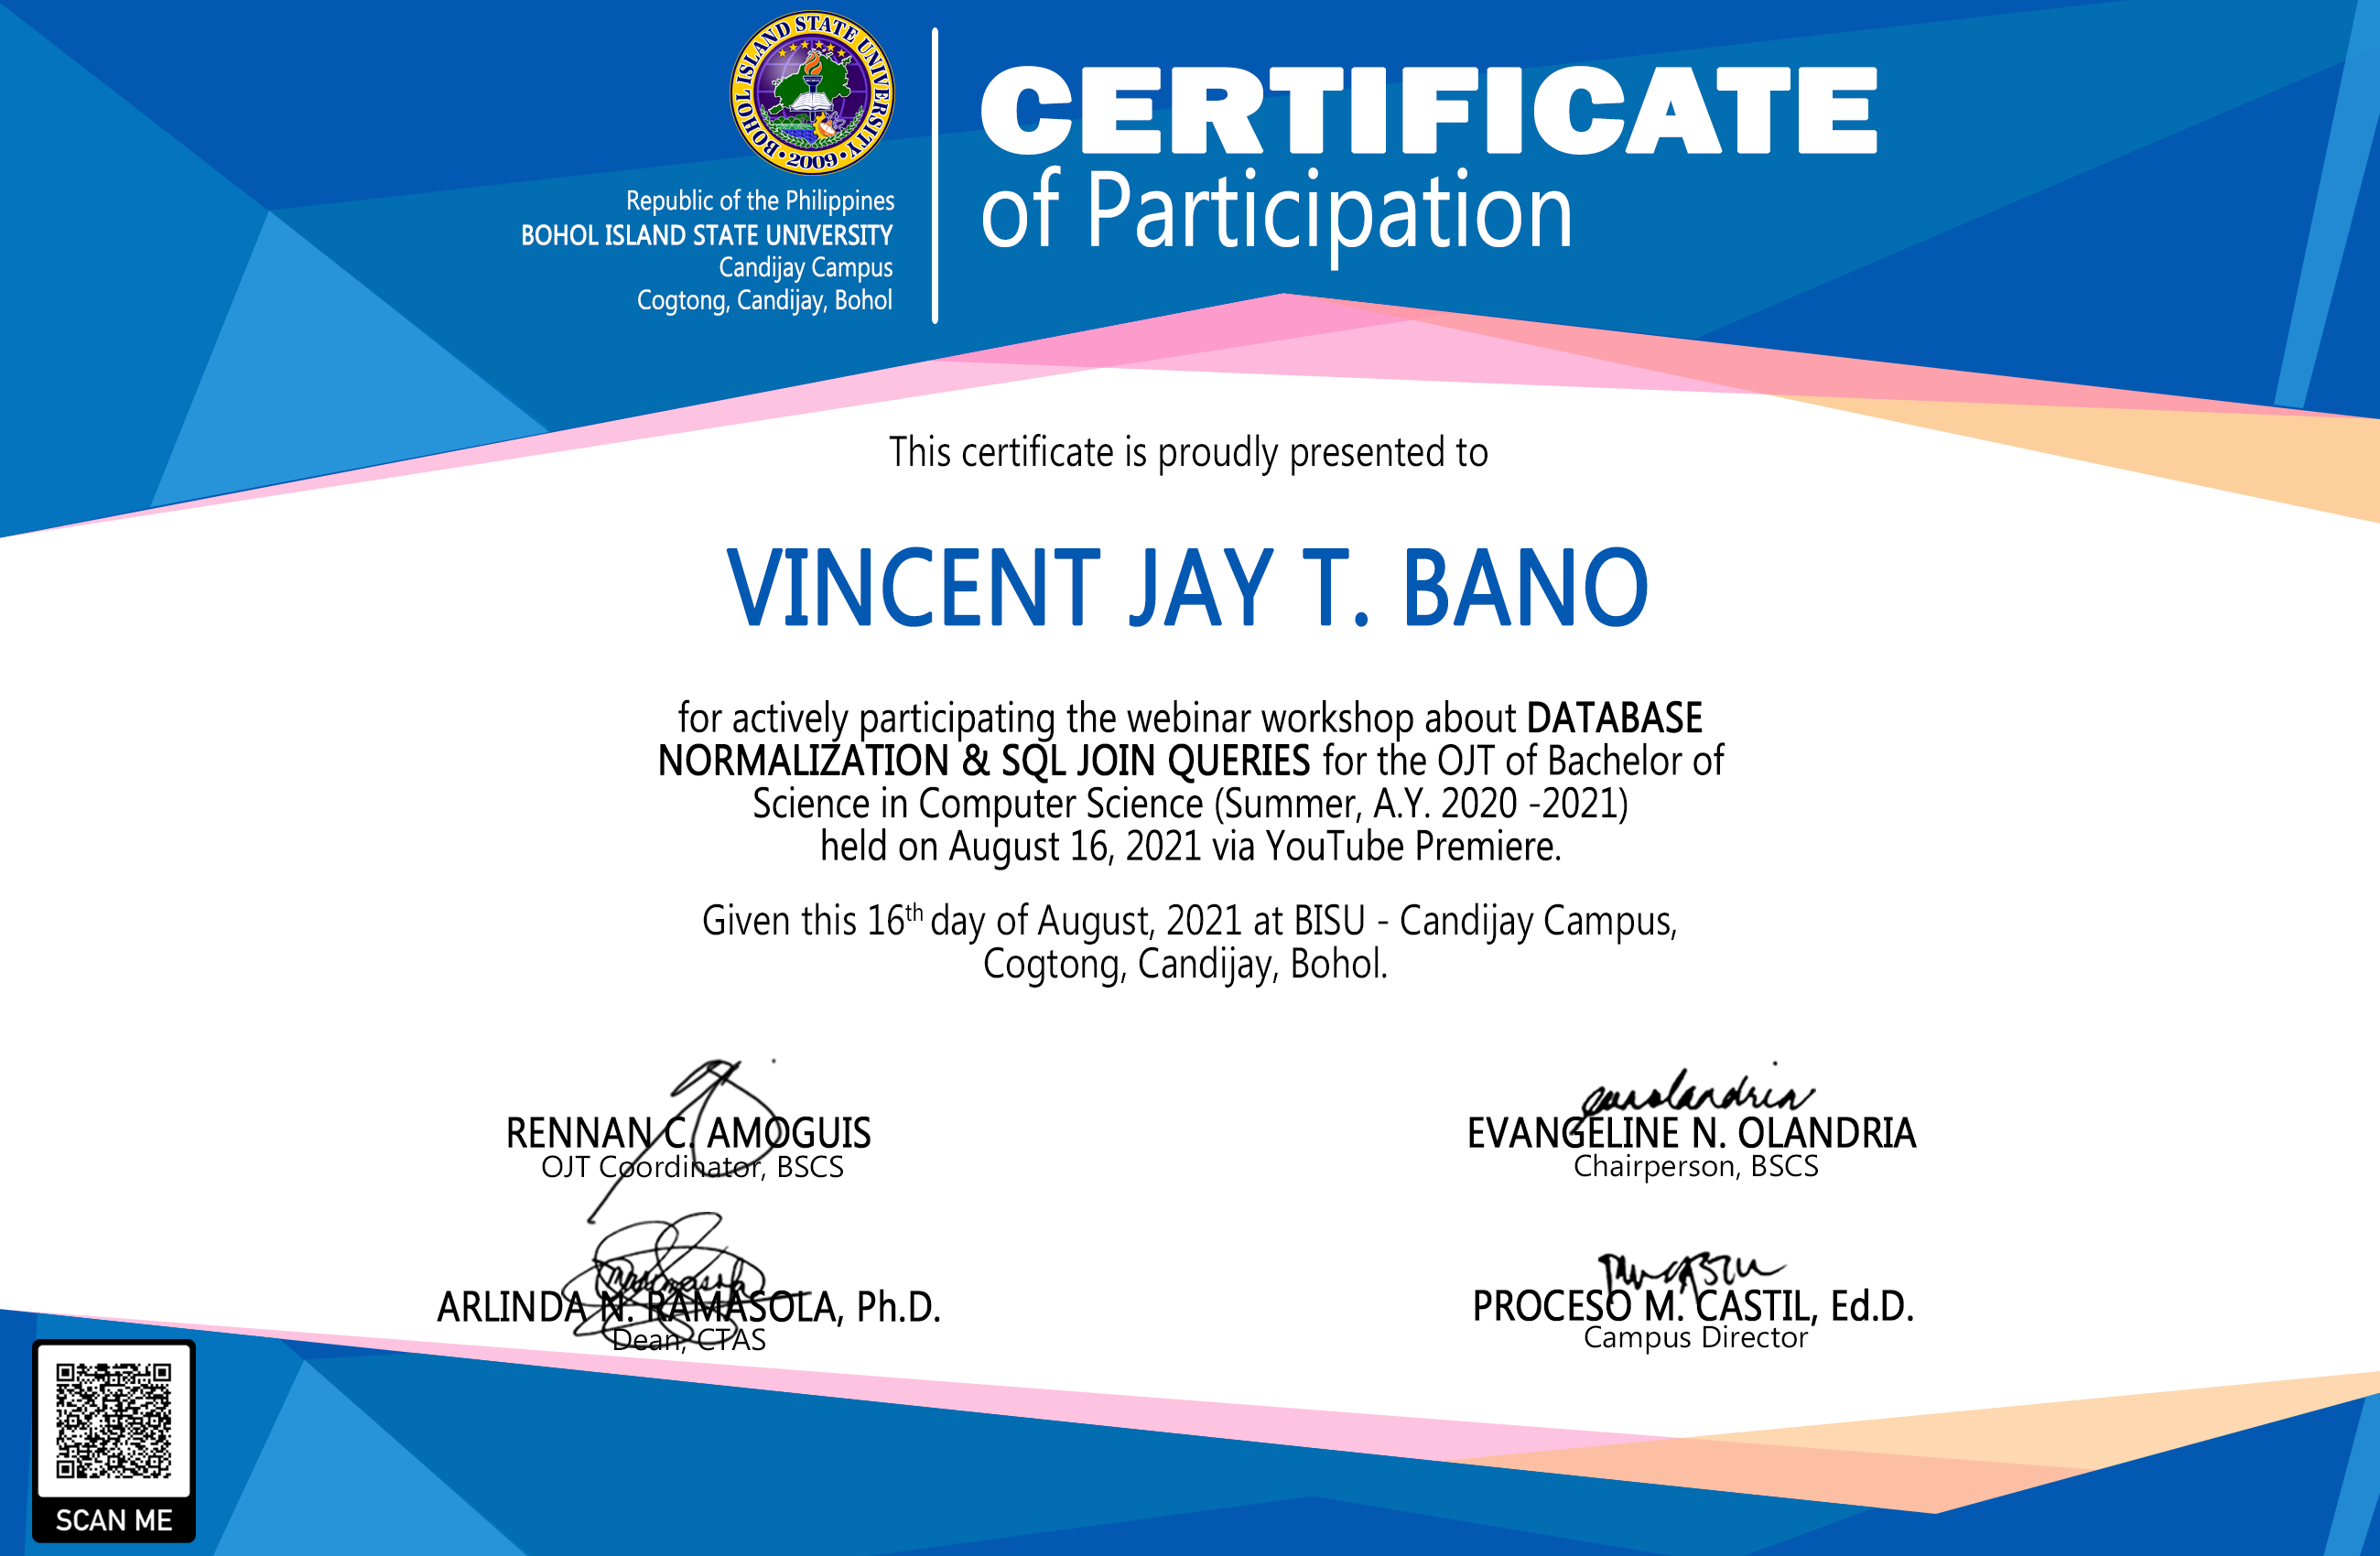 BOHOL ISLAND STATE UNIVERSITY
2009
Republic of the Philippines
BOHOL ISLAND STATE UNIVERSITY
Candijay Campus
Cogtong, Candijay, Bohol
CERTIFICATE
of Participation
This certificate is proudly presented to
VINCENT JAY T. BANO
for actively participating the webinar workshop about DATABASE
NORMALIZATION & SQL JOIN QUERIES for the OJT of Bachelor of
Science in Computer Science (Summer, A.Y. 2020 -2021)
held on August 16, 2021 via YouTube Premiere.
Given this 16th day of August, 2021 at BISU - Candijay Campus,
Cogtong, Candijay, Bohol.
RENNAN C. AMOGUIS
OJT Coordinator, BSCS
EVANGELINE N. OLANDRIA
Chairperson, BSCS
ARLINDA N. RAMASOLA, Ph.D.
Dean, CTAS
PROCESO M. CASTIL, Ed.D.
Campus Director
SCAN ME